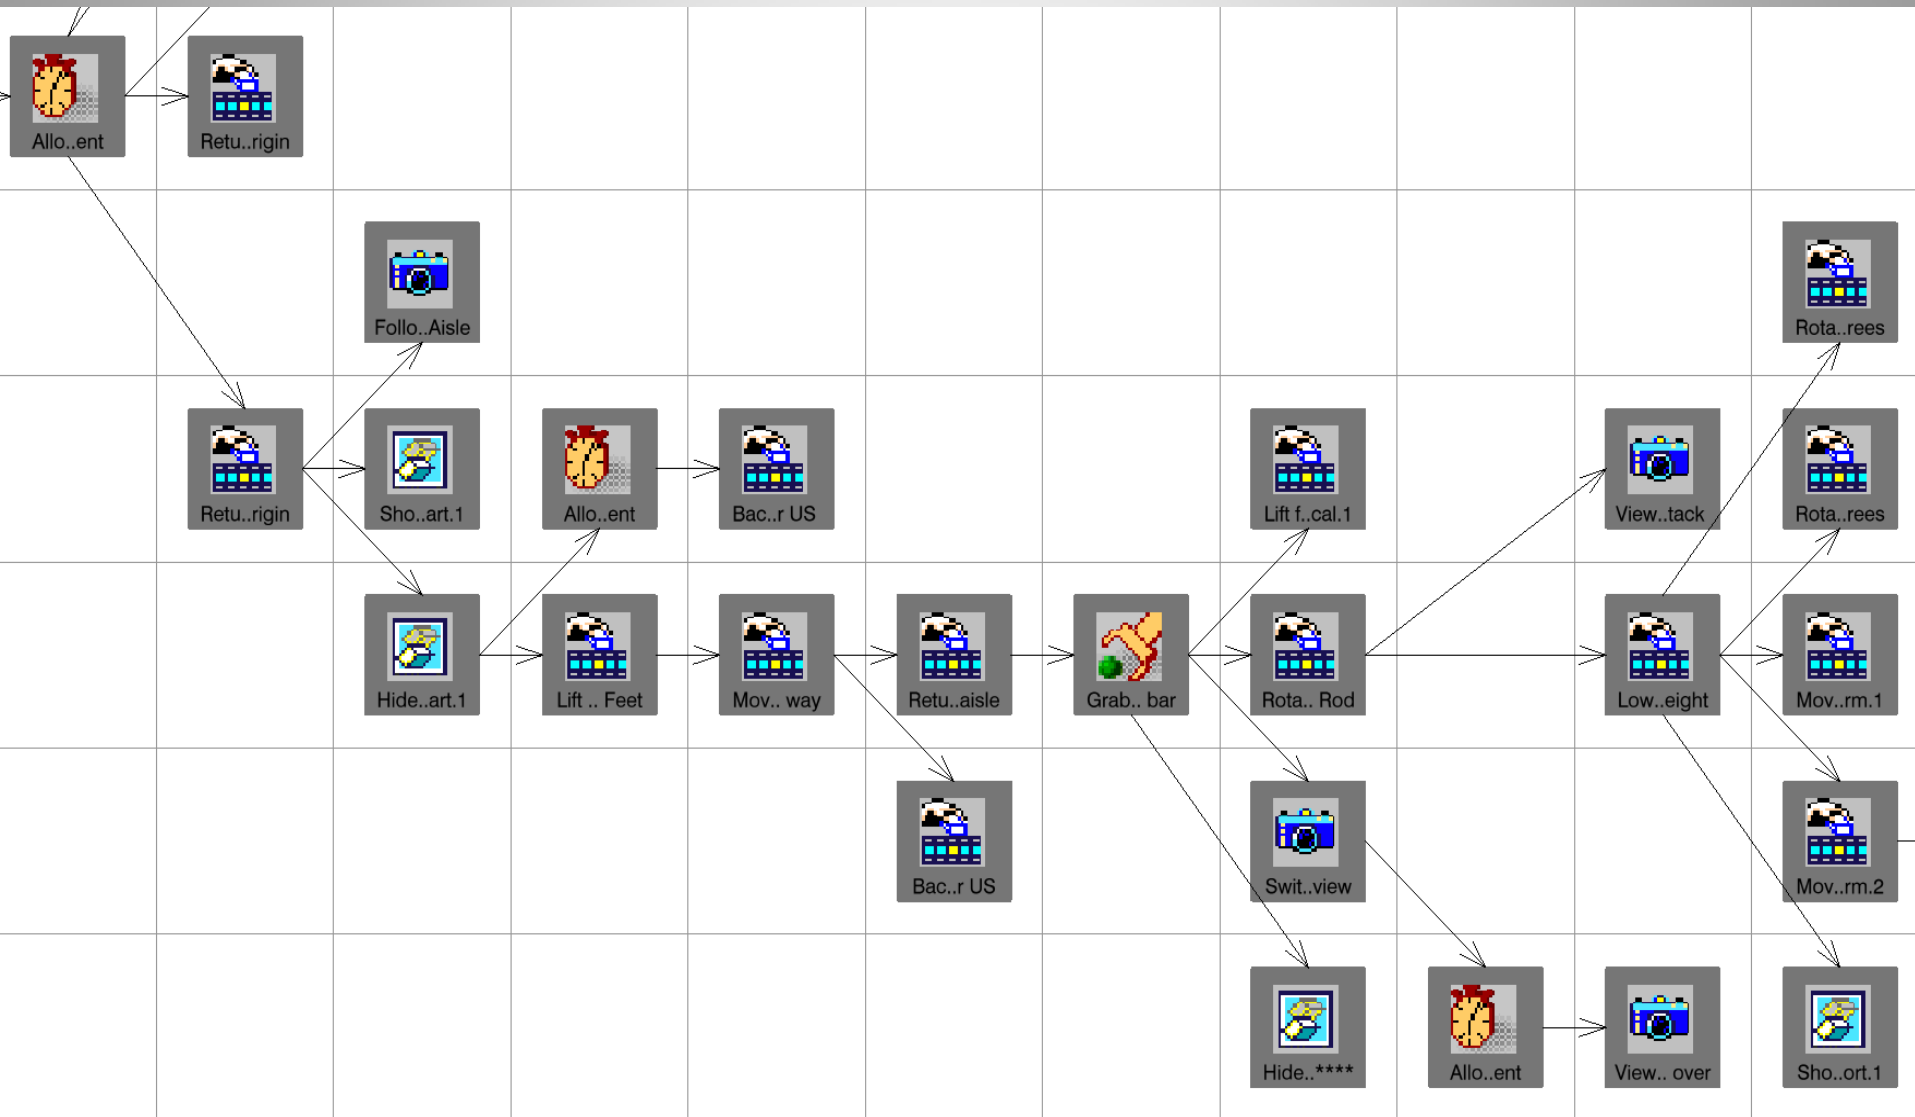 Allo..ent
Retu..rigin
Follo..Aisle
Rota..rees
Retu..rigin
Sho..art.1
Allo..ent
Bac..r US
Lift f..cal.1
View..tack
Rota..rees
Hide..art.1
Lift .. Feet
Mov.. way
Retu..aisle
Grab.. bar
Rota.. Rod
Low..eight
Mov..rm.1
Bac..r US
Swit..view
Mov..rm.2
Hide..****
Allo..ent
View.. over
Sho..ort.1